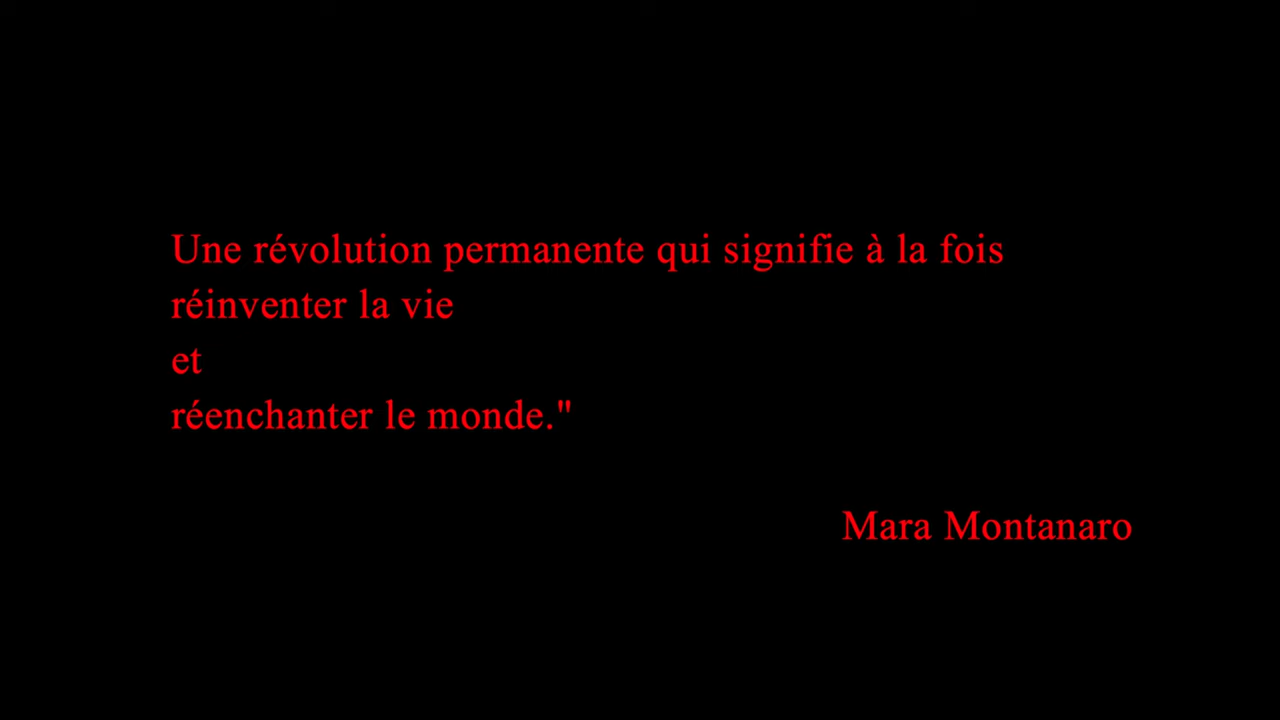 Une révolution permanente qui signifie à la fois
réinventer la vie
et
réenchanter le monde."
Mara Montanaro